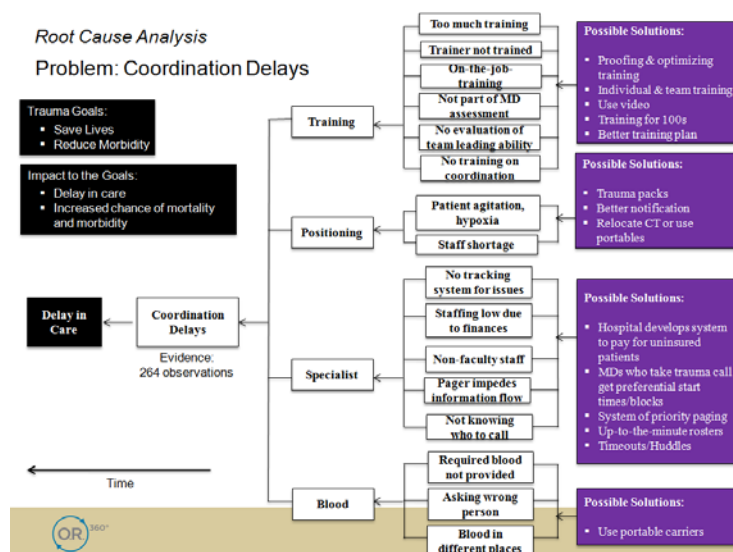 Root Cause Analysis
Problem: Coordination Delays
Trauma Goals:
▪ Save Lives
▪ Reduce Morbidity
Impact to the Goals:
▪ Delay in care
▪ Increased chance of mortality
and morbidity
Delay in
Care
Coordination
Delays
Evidence:
264 observations
Time
Training
Too much training
Trainer not trained
On-the-job-
training
Not part of MD
assessment
No evaluation of
team leading ability
No training on
coordination
Possible Solutions:
▪ Proofing & optimizing
training
▪ Individual & team training
▪ Use video
▪ Training for 100s
▪ Better training plan
Positioning
Patient agitation,
hypoxia
Staff shortage
Possible Solutions:
▪ Trauma packs
▪ Better notification
▪ Relocate CT or use
portables
Specialist
No tracking
system for issues
Staffing low due
to finances
Non-faculty staff
Pager impedes
information flow
Not knowing
who to call
Possible Solutions:
▪ Hospital develops system
to pay for uninsured
patients
▪ MDs who take trauma call
get preferential start
times/blocks
▪ System of priority paging
▪ Up-to-the-minute rosters
▪ Timeouts/Huddles
Blood
Required blood
not provided
Asking wrong
person
Blood in
different places
Possible Solutions:
▪ Use portable carriers
OR 360°